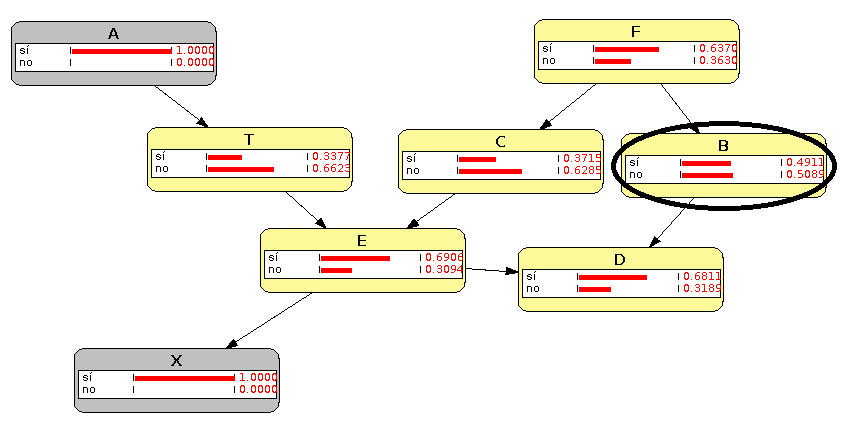 A
sí 1.0000
no 0.0000
F
sí 0.6370
no 0.3630
T
sí 0.3377
no 0.6623
C
sí 0.3715
no 0.6285
B
sí 0.4911
no 0.5089
E
sí 0.6906
no 0.3094
D
sí 0.6811
no 0.3189
X
sí 1.0000
no 0.0000